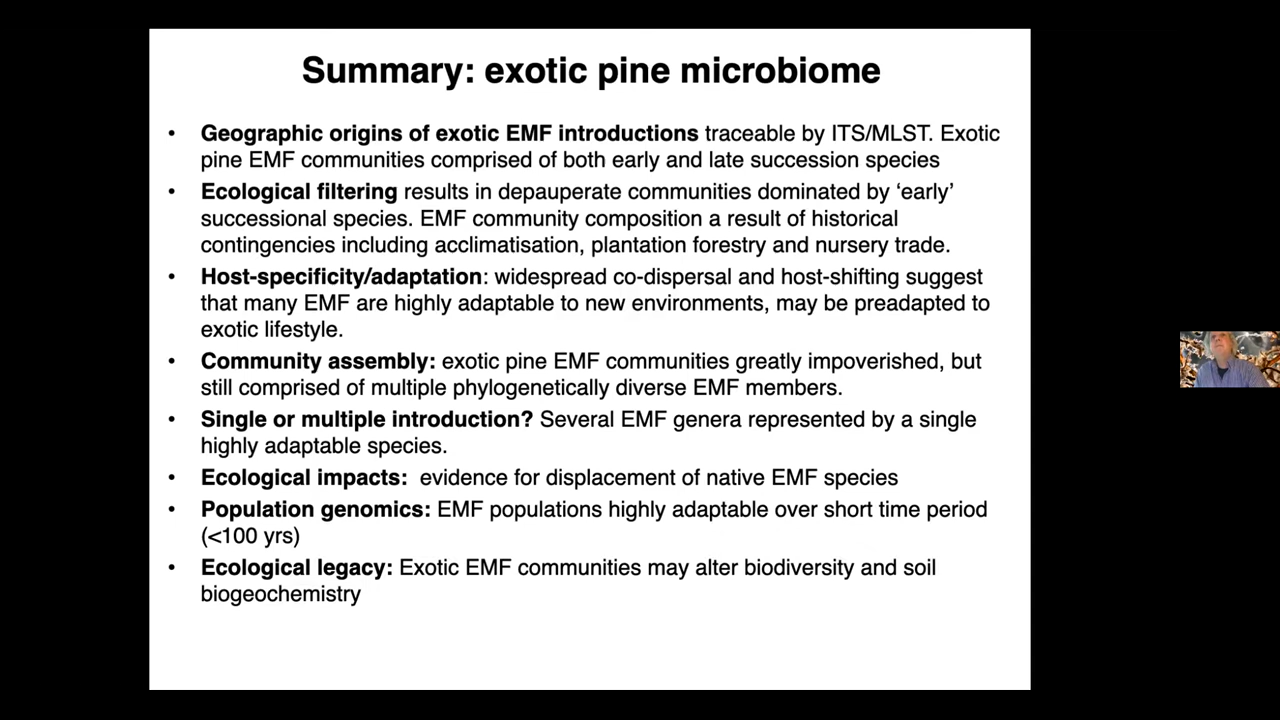 Summary: exotic pine microbiome
• Geographic origins of exotic EMF introductions traceable by ITS/MLST. Exotic
pine EMF communities comprised of both early and late succession species
• Ecological filtering results in depauperate communities dominated by ‘early’
successional species. EMF community composition a result of historical
contingencies including acclimatisation, plantation forestry and nursery trade.
• Host-specificity/adaptation: widespread co-dispersal and host-shifting suggest
that many EMF are highly adaptable to new environments, may be preadapted to
exotic lifestyle.
• Community assembly: exotic pine EMF communities greatly impoverished, but
still comprised of multiple phylogenetically diverse EMF members.
• Single or multiple introduction? Several EMF genera represented by a single
highly adaptable species.
• Ecological impacts:  evidence for displacement of native EMF species
• Population genomics: EMF populations highly adaptable over short time period
(<100 yrs)
• Ecological legacy: Exotic EMF communities may alter biodiversity and soil
biogeochemistry